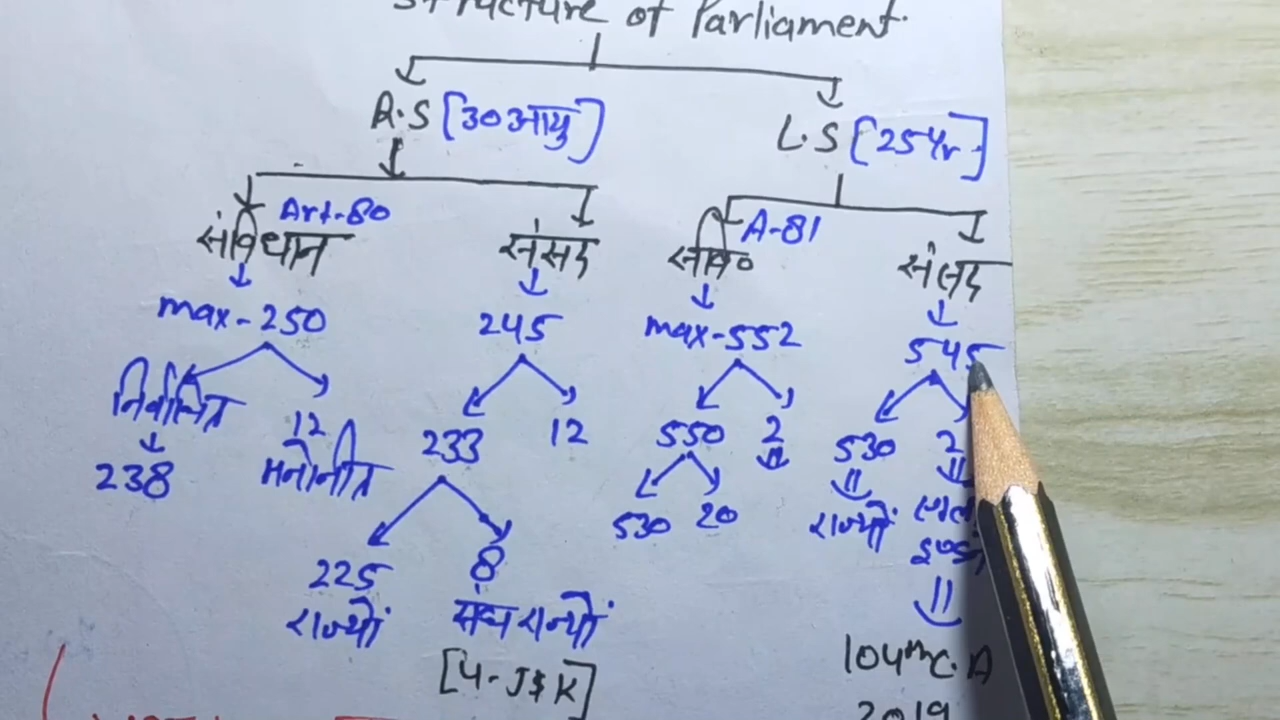 Structure of Parliament.
R.S [30 आयु]
L.S [25 Yr.]
Art-80
A-81
संविधान
संसद
संवि०
संसद
max-250
245
max-552
545
निर्वाचित
12
233
12
550
2
530
2
238
मनोनीत
530
20
राज्यों
225
8
राज्यों
संघ राज्यों
[4-J&K]
104th C.A
2019